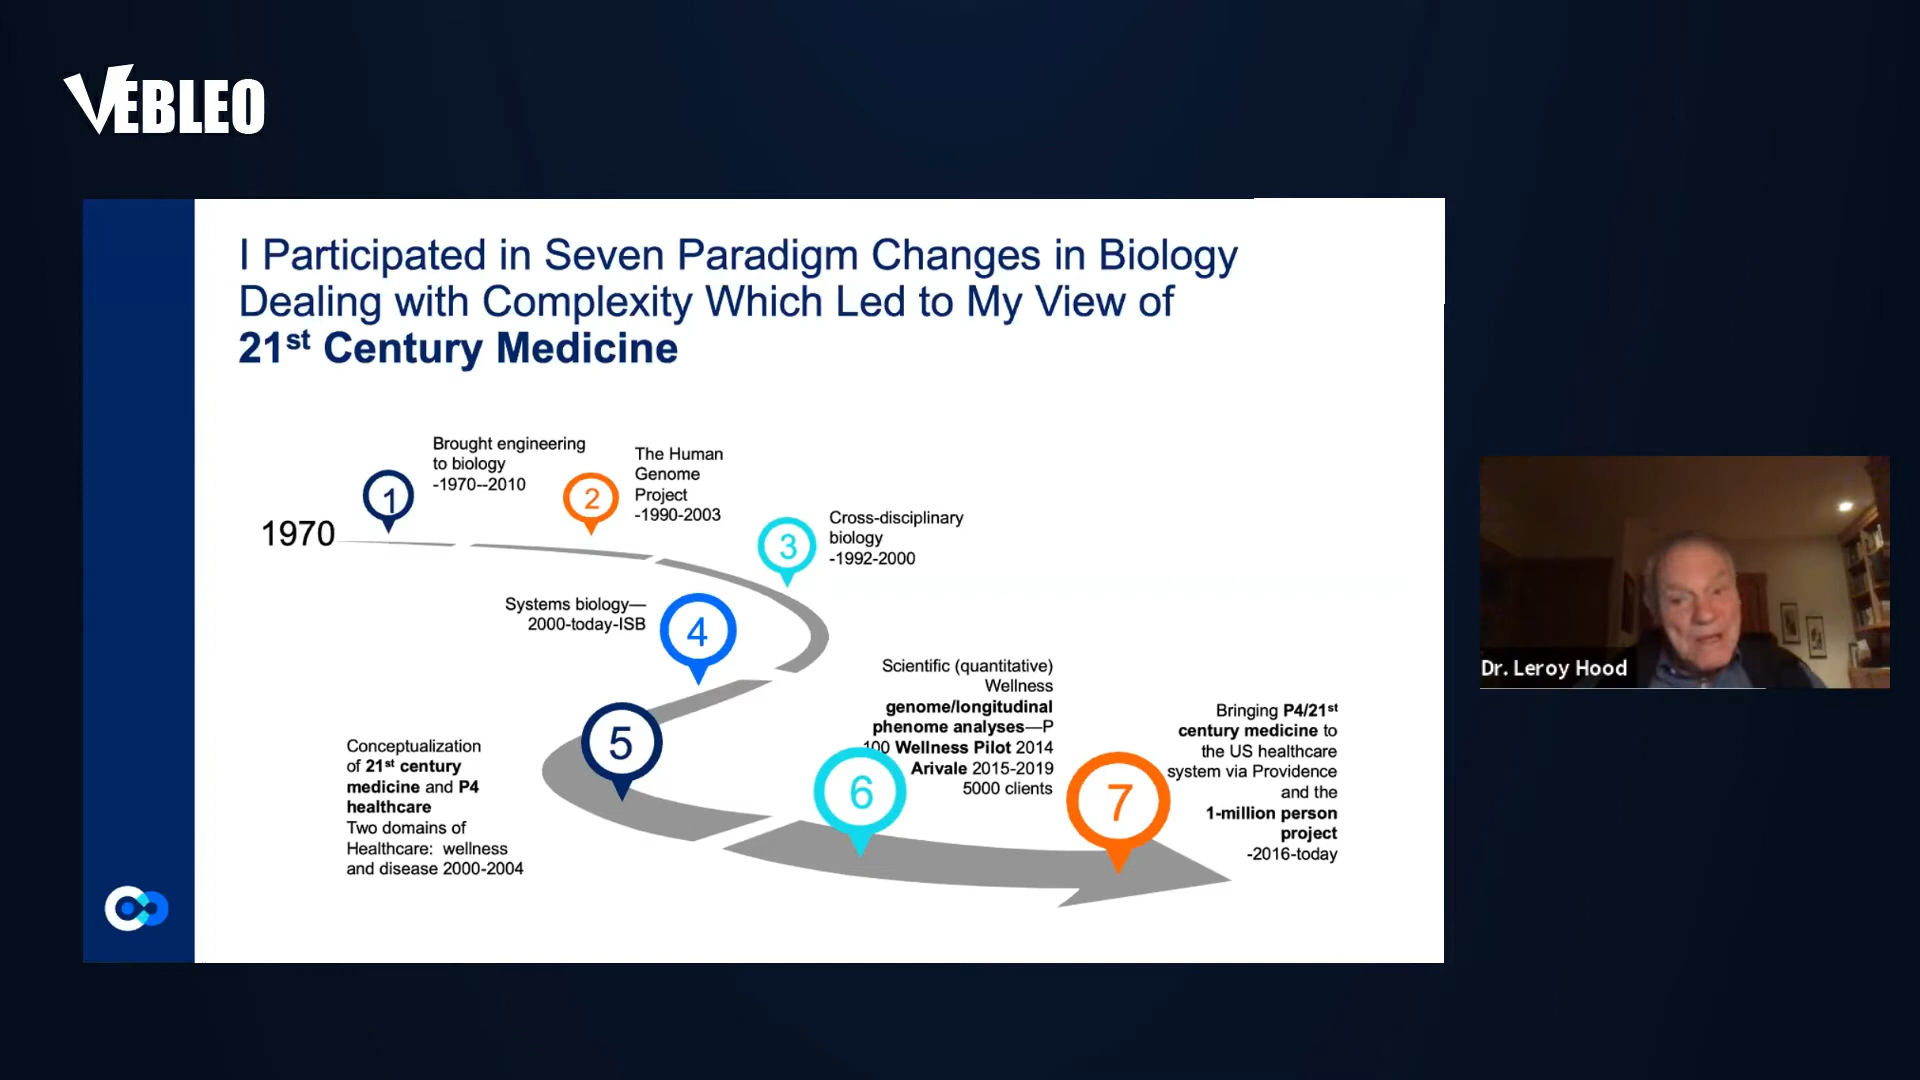 VEBLEO
I Participated in Seven Paradigm Changes in Biology
Dealing with Complexity Which Led to My View of
21st Century Medicine
1970
1
Brought engineering
to biology
-1970--2010
2
The Human
Genome
Project
-1990-2003
3
Cross-disciplinary
biology
-1992-2000
Systems biology—
2000-today-ISB
4
5
Conceptualization
of 21st century
medicine and P4
healthcare
Two domains of
Healthcare: wellness
and disease 2000-2004
6
Scientific (quantitative)
Wellness
genome/longitudinal
phenome analyses—P
100 Wellness Pilot 2014
Arivale 2015-2019
5000 clients
7
Bringing P4/21st
century medicine to
the US healthcare
system via Providence
and the
1-million person
project
-2016-today
Dr. Leroy Hood